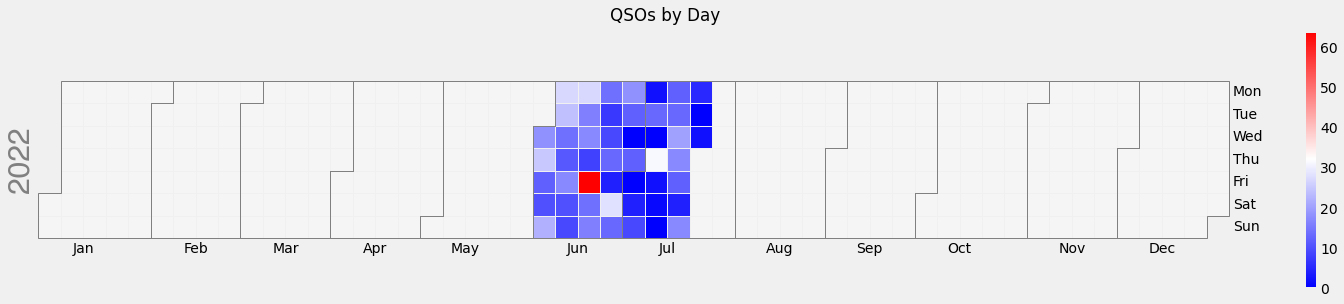 QSOs by Day
2022
Mon
Tue
Wed
Thu
Fri
Sat
Sun
Jan Feb Mar Apr May Jun Jul Aug Sep Oct Nov Dec
60
50
40
30
20
10
0